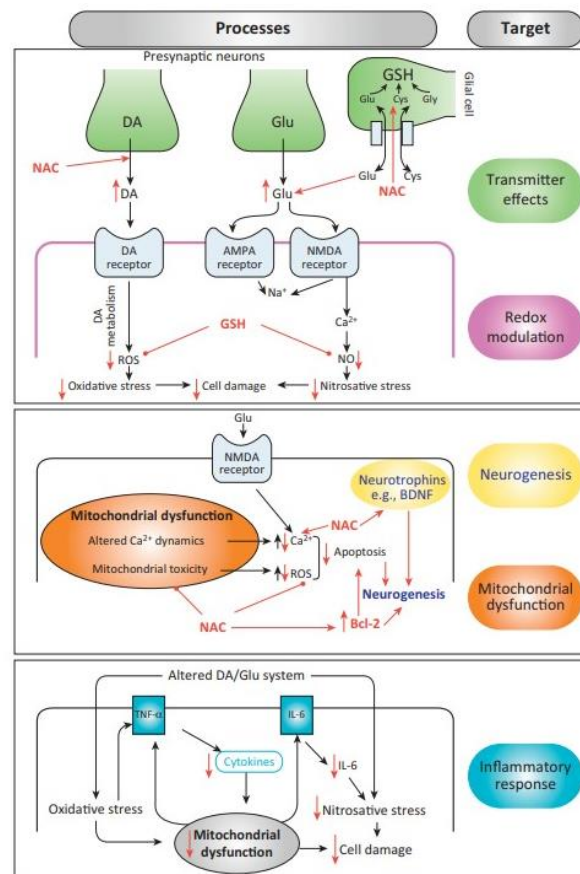 Processes
Target
Presynaptic neurons
DA
Glu
GSH
Glu
Cys
Gly
Glial cell
NAC
DA
Glu
Glu
NAC
Cys
Transmitter
effects
DA
receptor
AMPA
receptor
NMDA
receptor
Na⁺
DA
metabolism
GSH
Ca²⁺
ROS
NO
Redox
modulation
Oxidative stress
Cell damage
Nitrosative stress
Glu
NMDA
receptor
Neurotrophins
e.g., BDNF
Neurogenesis
Mitochondrial dysfunction
Altered Ca²⁺ dynamics
Ca²⁺
NAC
Apoptosis
Mitochondrial toxicity
ROS
Neurogenesis
NAC
Bcl-2
Mitochondrial
dysfunction
Altered DA/Glu system
TNF-α
IL-6
Cytokines
IL-6
Inflammatory
response
Oxidative stress
Nitrosative stress
Mitochondrial
dysfunction
Cell damage